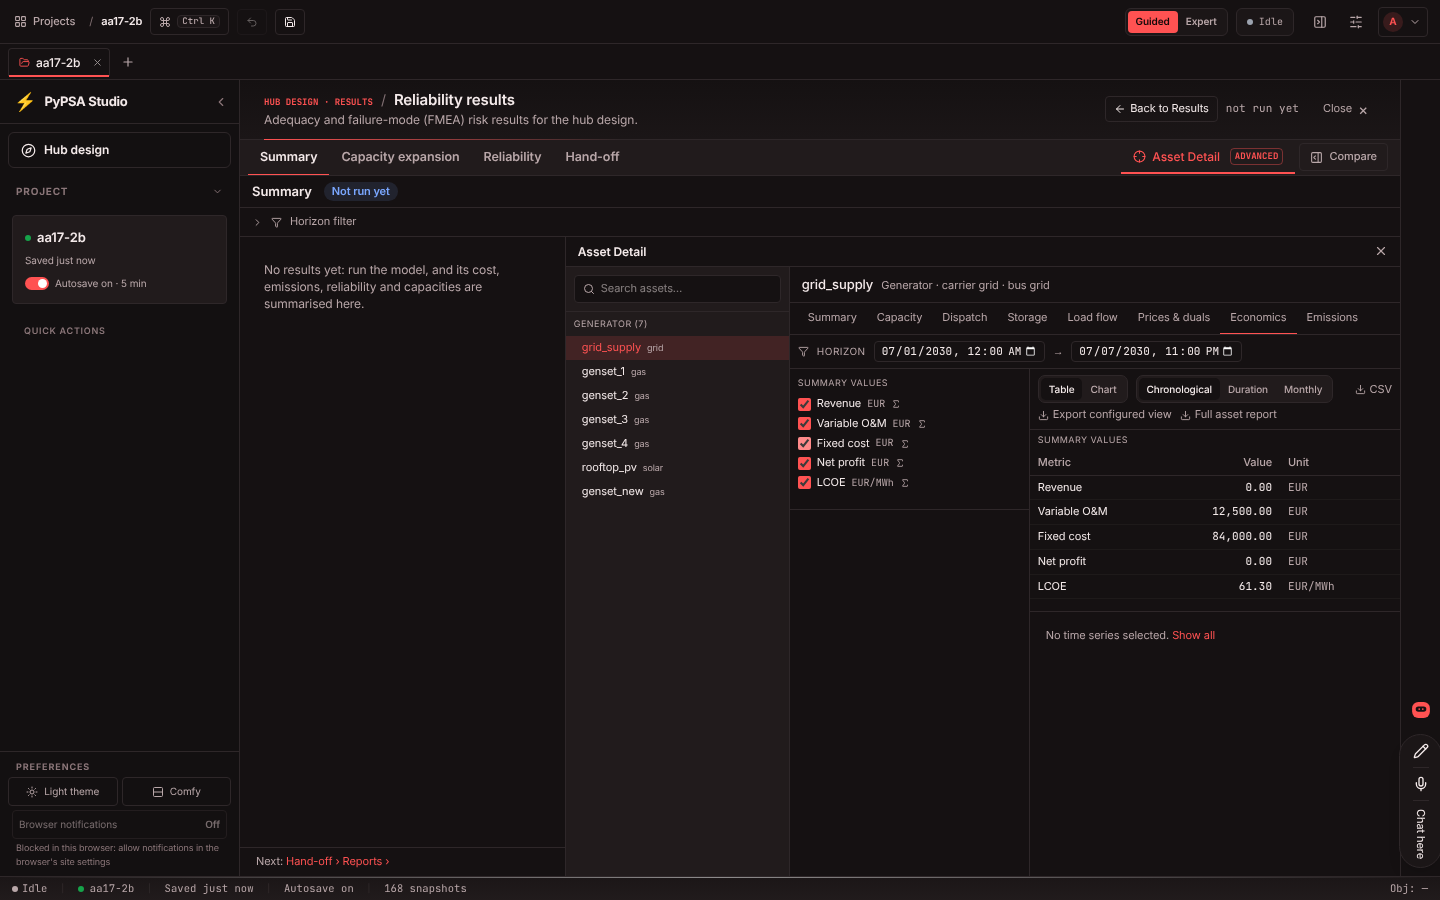 Projects / aa17-2b Ctrl K Guided Expert Idle A
aa17-2b
PyPSA Studio
Hub design
PROJECT
aa17-2b
Saved just now
Autosave on · 5 min
QUICK ACTIONS
PREFERENCES
Light theme Comfy
Browser notifications Off
Blocked in this browser: allow notifications in the
browser's site settings
HUB DESIGN · RESULTS / Reliability results
Adequacy and failure-mode (FMEA) risk results for the hub design.
Back to Results not run yet Close
Summary Capacity expansion Reliability Hand-off Asset Detail ADVANCED Compare
Summary Not run yet
Horizon filter
No results yet: run the model, and its cost,
emissions, reliability and capacities are
summarised here.
Next: Hand-off › Reports ›
Asset Detail
Search assets...
GENERATOR (7)
grid_supply grid
genset_1 gas
genset_2 gas
genset_3 gas
genset_4 gas
rooftop_pv solar
genset_new gas
grid_supply Generator · carrier grid · bus grid
Summary Capacity Dispatch Storage Load flow Prices & duals Economics Emissions
HORIZON 07/01/2030, 12:00 AM → 07/07/2030, 11:00 PM
SUMMARY VALUES
Revenue EUR Σ
Variable O&M EUR Σ
Fixed cost EUR Σ
Net profit EUR Σ
LCOE EUR/MWh Σ
Table Chart Chronological Duration Monthly CSV
Export configured view Full asset report
SUMMARY VALUES
Metric Value Unit
Revenue 0.00 EUR
Variable O&M 12,500.00 EUR
Fixed cost 84,000.00 EUR
Net profit 0.00 EUR
LCOE 61.30 EUR/MWh
No time series selected. Show all
Chat here
Idle aa17-2b Saved just now Autosave on 168 snapshots Obj: —